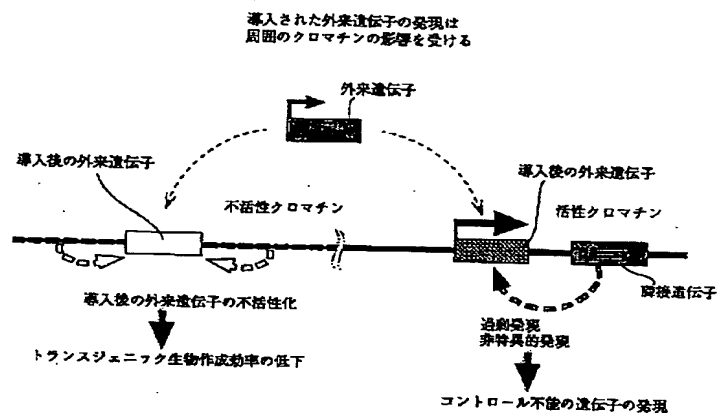 導入された外来遺伝子の発現は
周囲のクロマチンの影響を受ける
外来遺伝子
導入後の外来遺伝子
不活性クロマチン
導入後の外来遺伝子
活性クロマチン
隣接遺伝子
導入後の外来遺伝子の不活性化
過剰発現
非特異的発現
トランスジェニック生物作成効率の低下
コントロール不能の遺伝子の発現